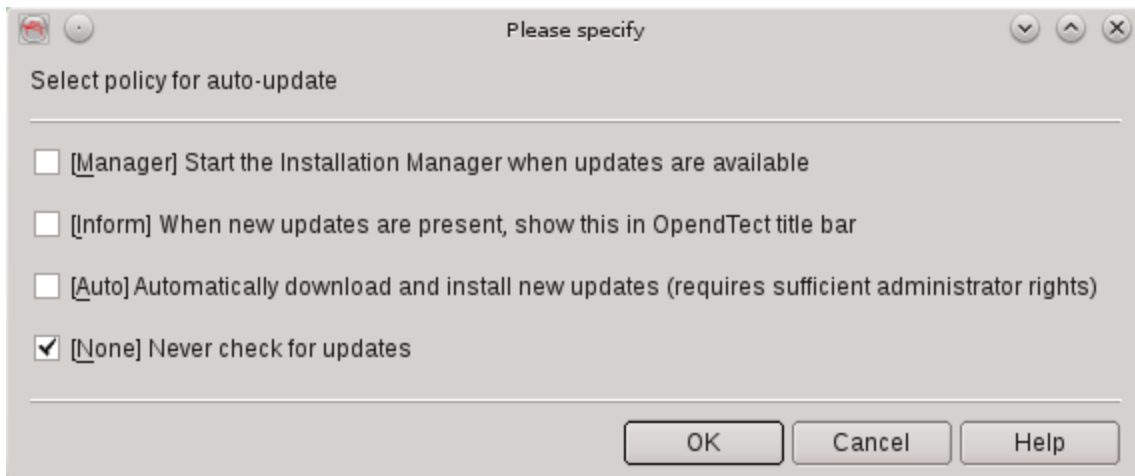 Please specify
Select policy for auto-update
[Manager] Start the Installation Manager when updates are available
[Inform] When new updates are present, show this in OpendTect title bar
[Auto] Automatically download and install new updates (requires sufficient administrator rights)
[None] Never check for updates
OK Cancel Help